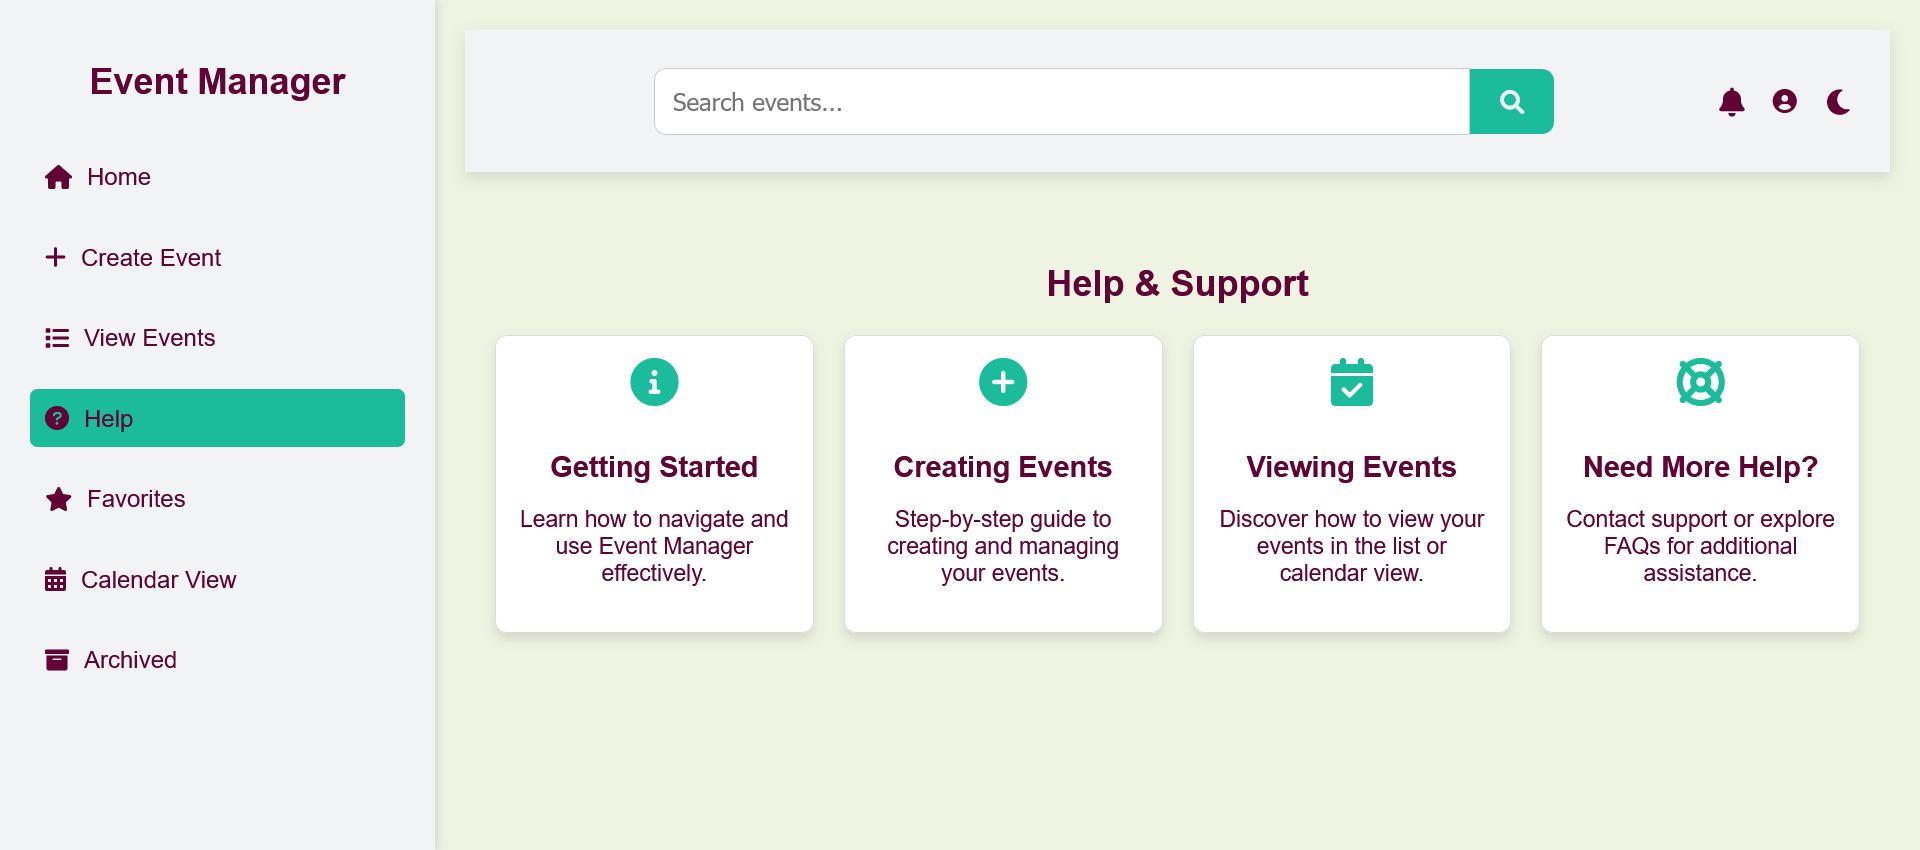 Event Manager
Home
Create Event
View Events
Help
Favorites
Calendar View
Archived
Search events...
Help & Support
Getting Started
Learn how to navigate and
use Event Manager
effectively.
Creating Events
Step-by-step guide to
creating and managing
your events.
Viewing Events
Discover how to view your
events in the list or
calendar view.
Need More Help?
Contact support or explore
FAQs for additional
assistance.